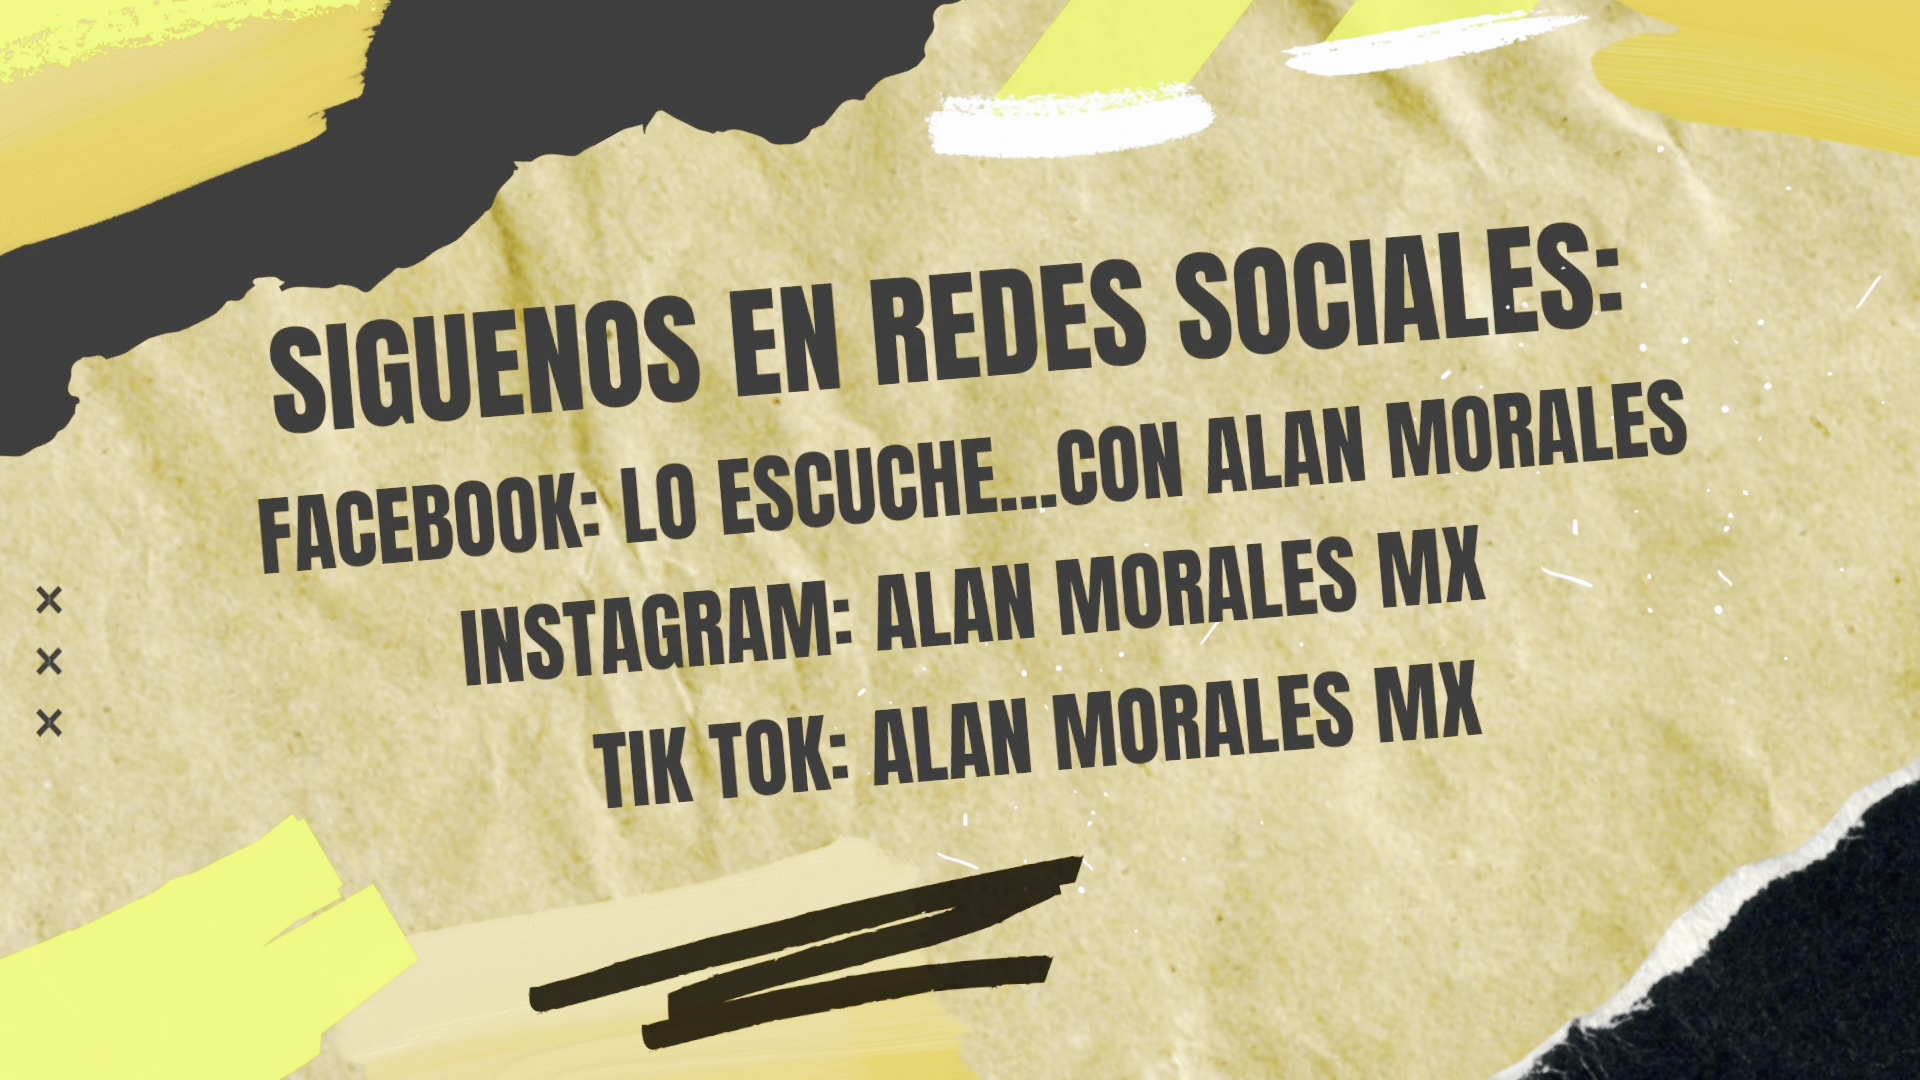 SIGUENOS EN REDES SOCIALES:
FACEBOOK: LO ESCUCHE...CON ALAN MORALES
INSTAGRAM: ALAN MORALES MX
TIK TOK: ALAN MORALES MX